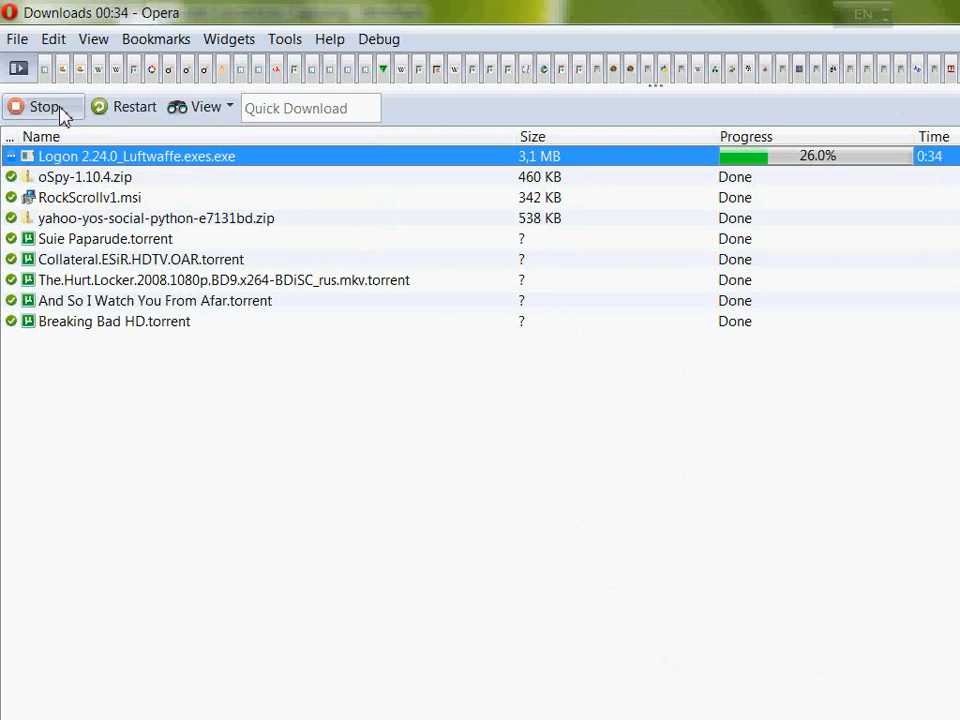 Downloads 00:34 - Opera
EN
File Edit View Bookmarks Widgets Tools Help Debug
Stop Restart View Quick Download
... Name Size Progress Time
Logon 2.24.0_Luftwaffe.exes.exe 3,1 MB 26.0% 0:34
oSpy-1.10.4.zip 460 KB Done
RockScrollv1.msi 342 KB Done
yahoo-yos-social-python-e7131bd.zip 538 KB Done
Suie Paparude.torrent ? Done
Collateral.ESiR.HDTV.OAR.torrent ? Done
The.Hurt.Locker.2008.1080p.BD9.x264-BDiSC_rus.mkv.torrent ? Done
And So I Watch You From Afar.torrent ? Done
Breaking Bad HD.torrent ? Done